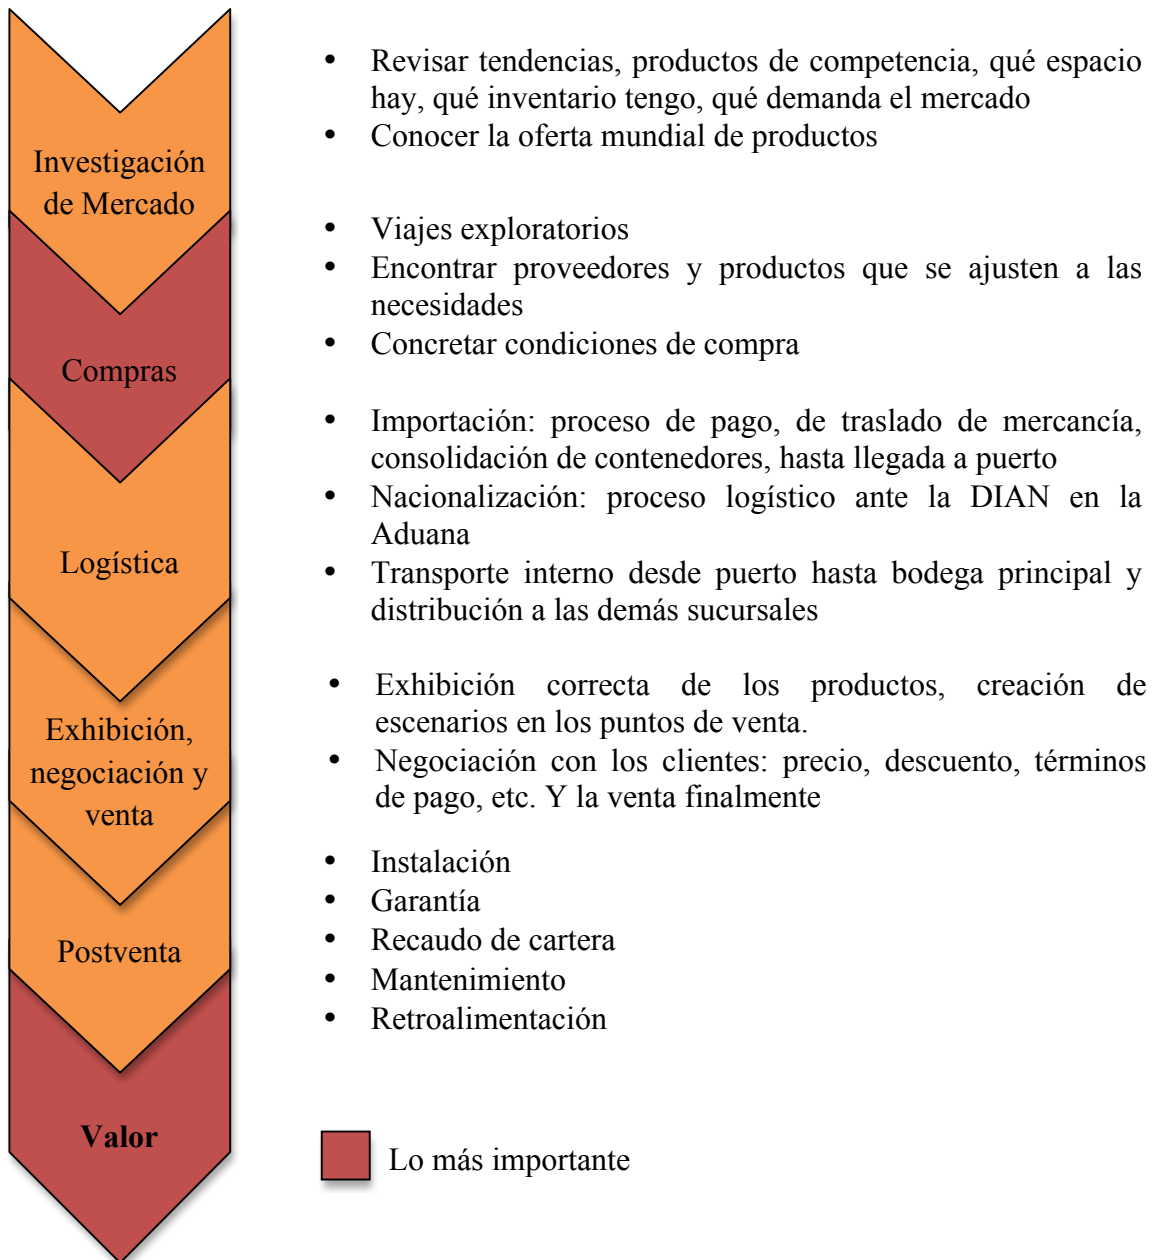 Investigación
de Mercado
• Revisar tendencias, productos de competencia, qué espacio
hay, qué inventario tengo, qué demanda el mercado
• Conocer la oferta mundial de productos
Compras
• Viajes exploratorios
• Encontrar proveedores y productos que se ajusten a las
necesidades
• Concretar condiciones de compra
Logística
• Importación: proceso de pago, de traslado de mercancía,
consolidación de contenedores, hasta llegada a puerto
• Nacionalización: proceso logístico ante la DIAN en la
Aduana
• Transporte interno desde puerto hasta bodega principal y
distribución a las demás sucursales
Exhibición,
negociación y
venta
• Exhibición correcta de los productos, creación de
escenarios en los puntos de venta.
• Negociación con los clientes: precio, descuento, términos
de pago, etc. Y la venta finalmente
Postventa
• Instalación
• Garantía
• Recaudo de cartera
• Mantenimiento
• Retroalimentación
Valor
Lo más importante